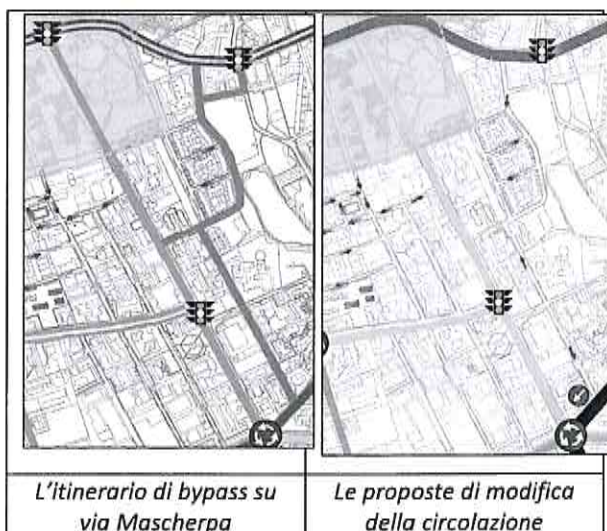 L'itinerario di bypass su
via Mascherpa
Le proposte di modifica
della circolazione